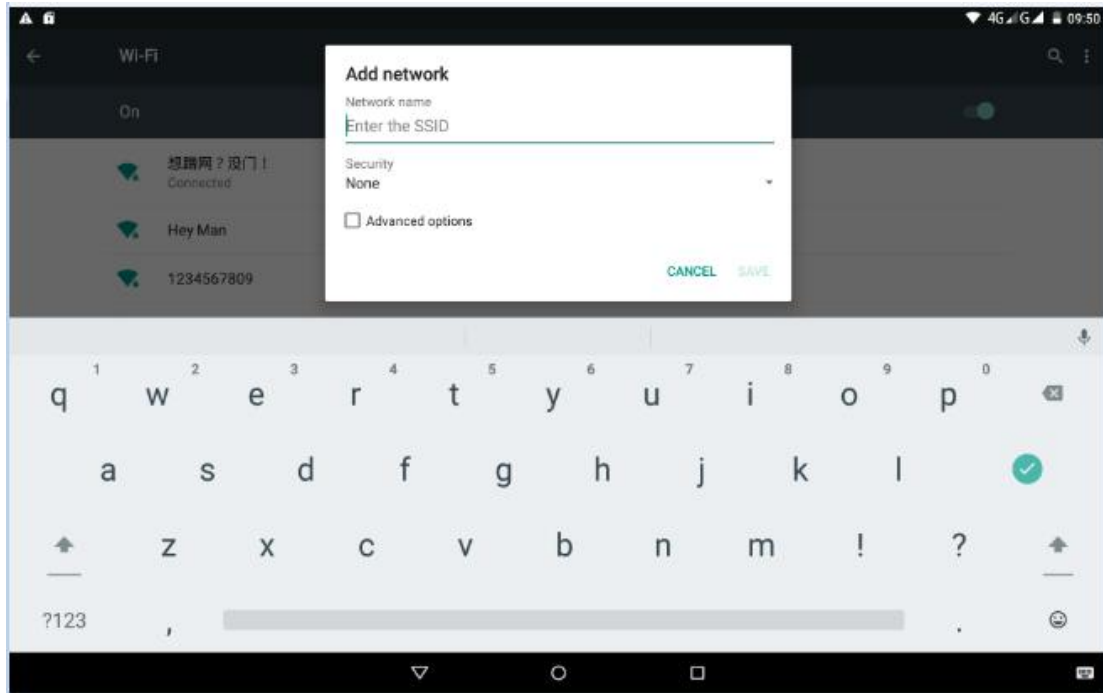 4G G 09:50
Wi-Fi
On
Add network
Network name
Enter the SSID
Security
None
Advanced options
CANCEL SAVE
想蹭网？没门！
Connected
Hey Man
1234567809
1 2 3 4 5 6 7 8 9 0
q w e r t y u i o p
a s d f g h j k l
z x c v b n m ! ?
?123 , .